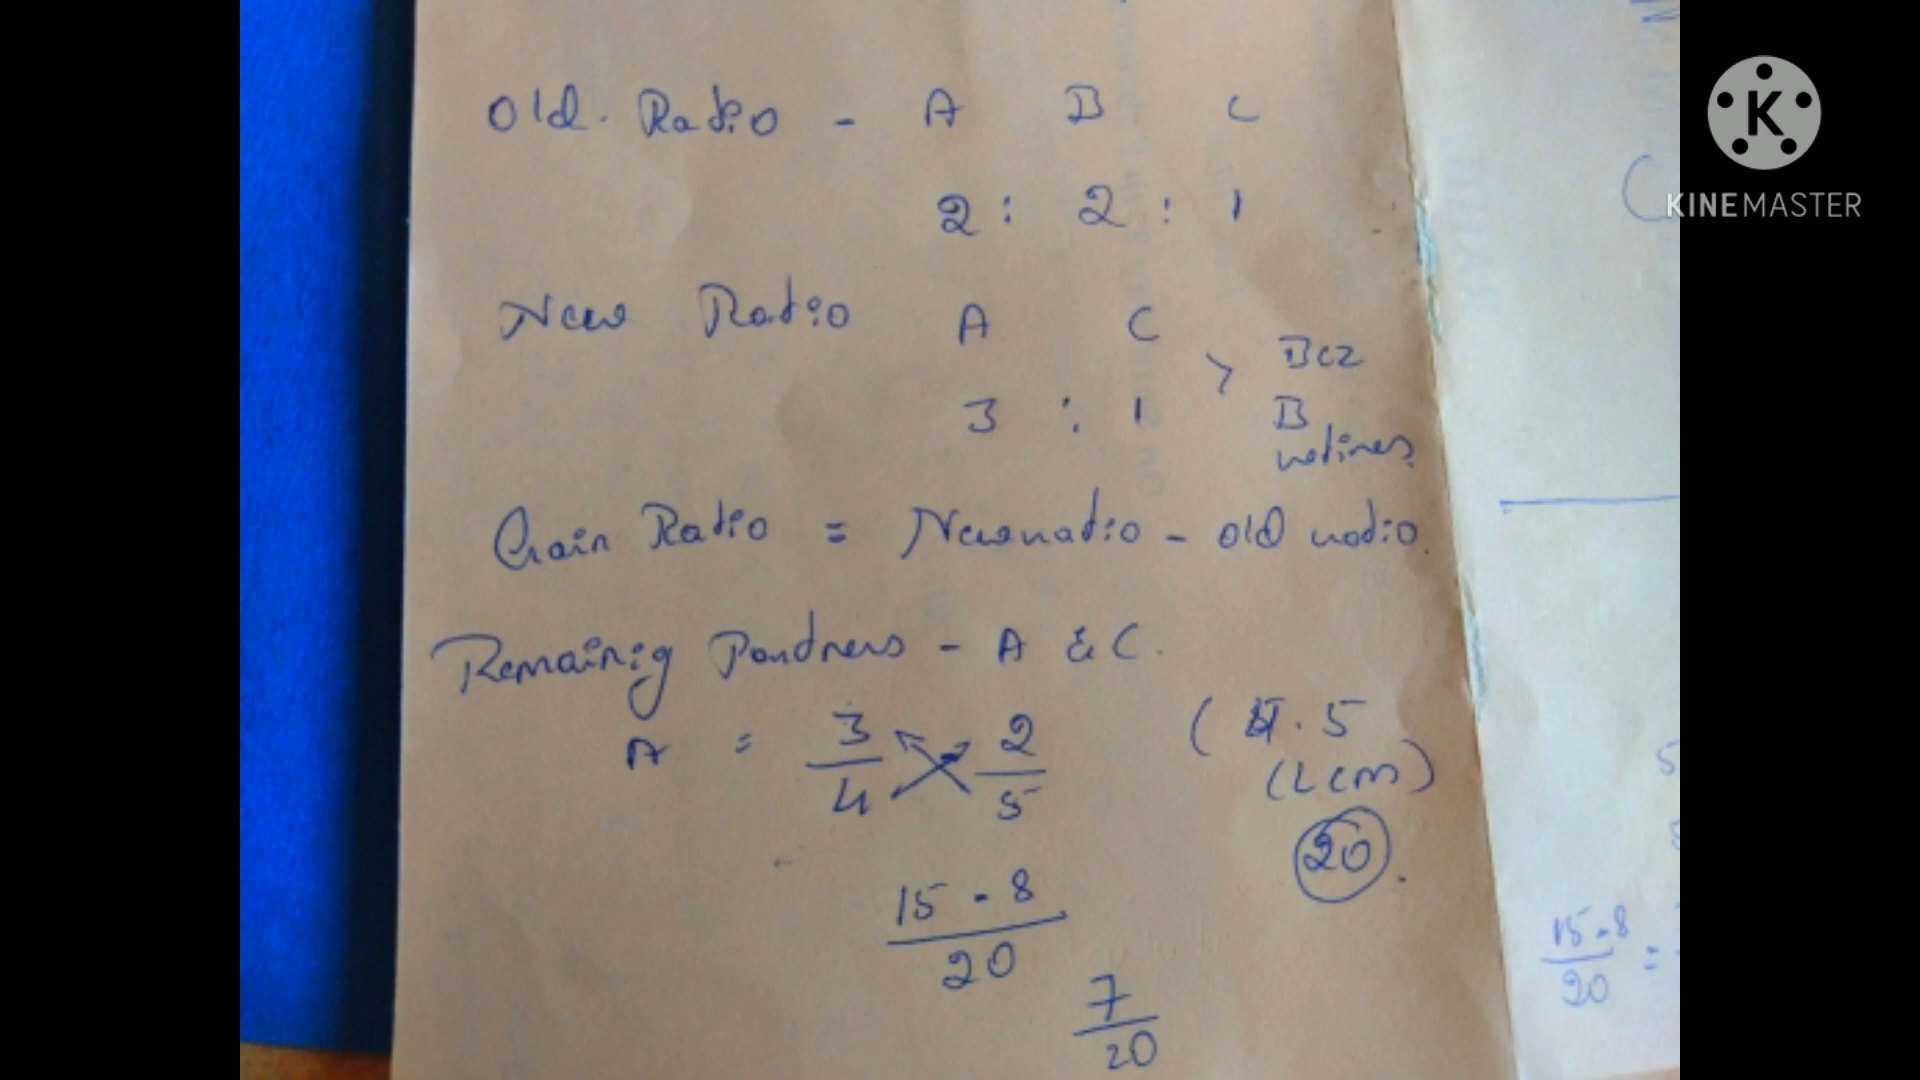 Old. Ratio - A B C
2 : 2 : 1
New Ratio A C
3 : 1 > Bcz
B
retires.
Gain Ratio = New ratio - old ratio.
Remainig Partners - A & C.
A = 3/4 2/5 ( 4. 5
(Lcm)
20.
15 - 8
20
7
20
15 - 8
20 =
K
KINEMASTER